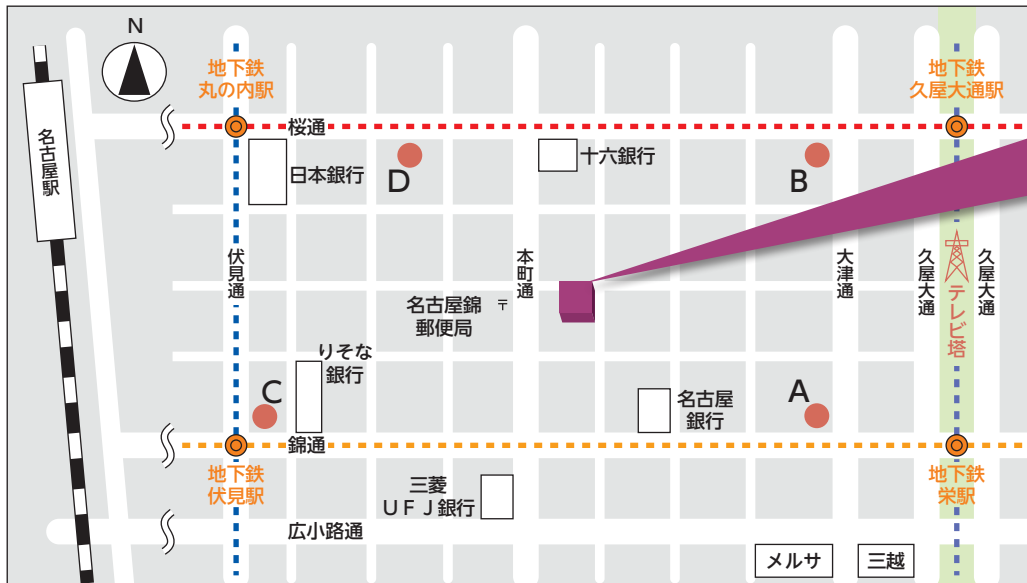 N
地下鉄
丸の内駅
地下鉄
久屋大通駅
名古屋駅
桜通
日本銀行
D
十六銀行
B
伏見通
本町通
大津通
久屋大通
久屋大通
テレビ塔
名古屋錦
郵便局
〒
りそな
銀行
C
名古屋
銀行
A
錦通
地下鉄
伏見駅
地下鉄
栄駅
三菱
UFJ銀行
広小路通
メルサ
三越